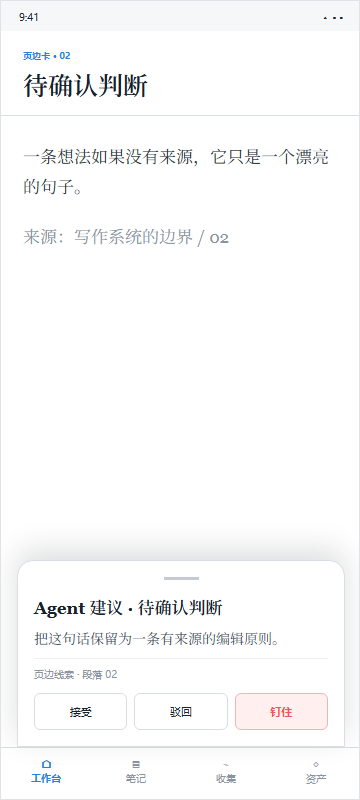 9:41
页边卡 • 02
待确认判断
一条想法如果没有来源，它只是一个漂亮
的句子。
来源：写作系统的边界 / 02
Agent 建议 · 待确认判断
把这句话保留为一条有来源的编辑原则。
页边线索 · 段落 02
接受
驳回
钉住
工作台
笔记
收集
资产